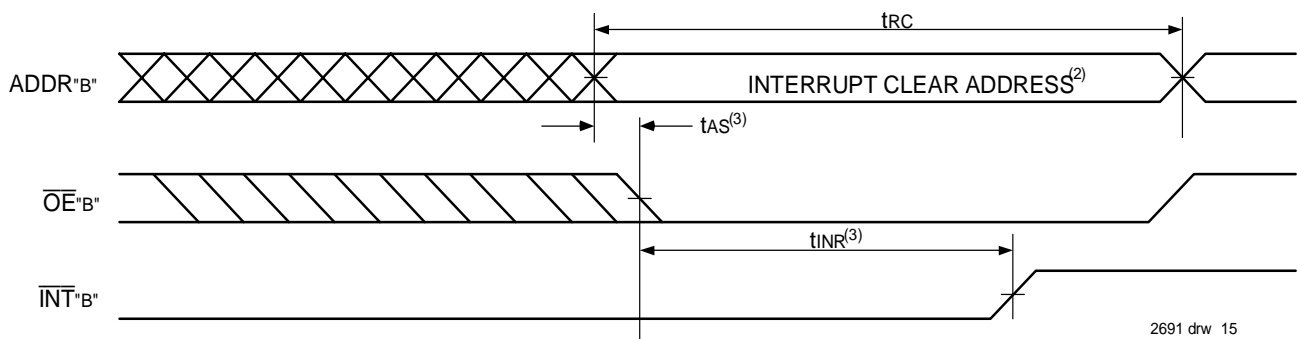 tRC
ADDR"B"
INTERRUPT CLEAR ADDRESS(2)
tAS(3)
OE"B"
tINR(3)
INT"B"
2691 drw 15